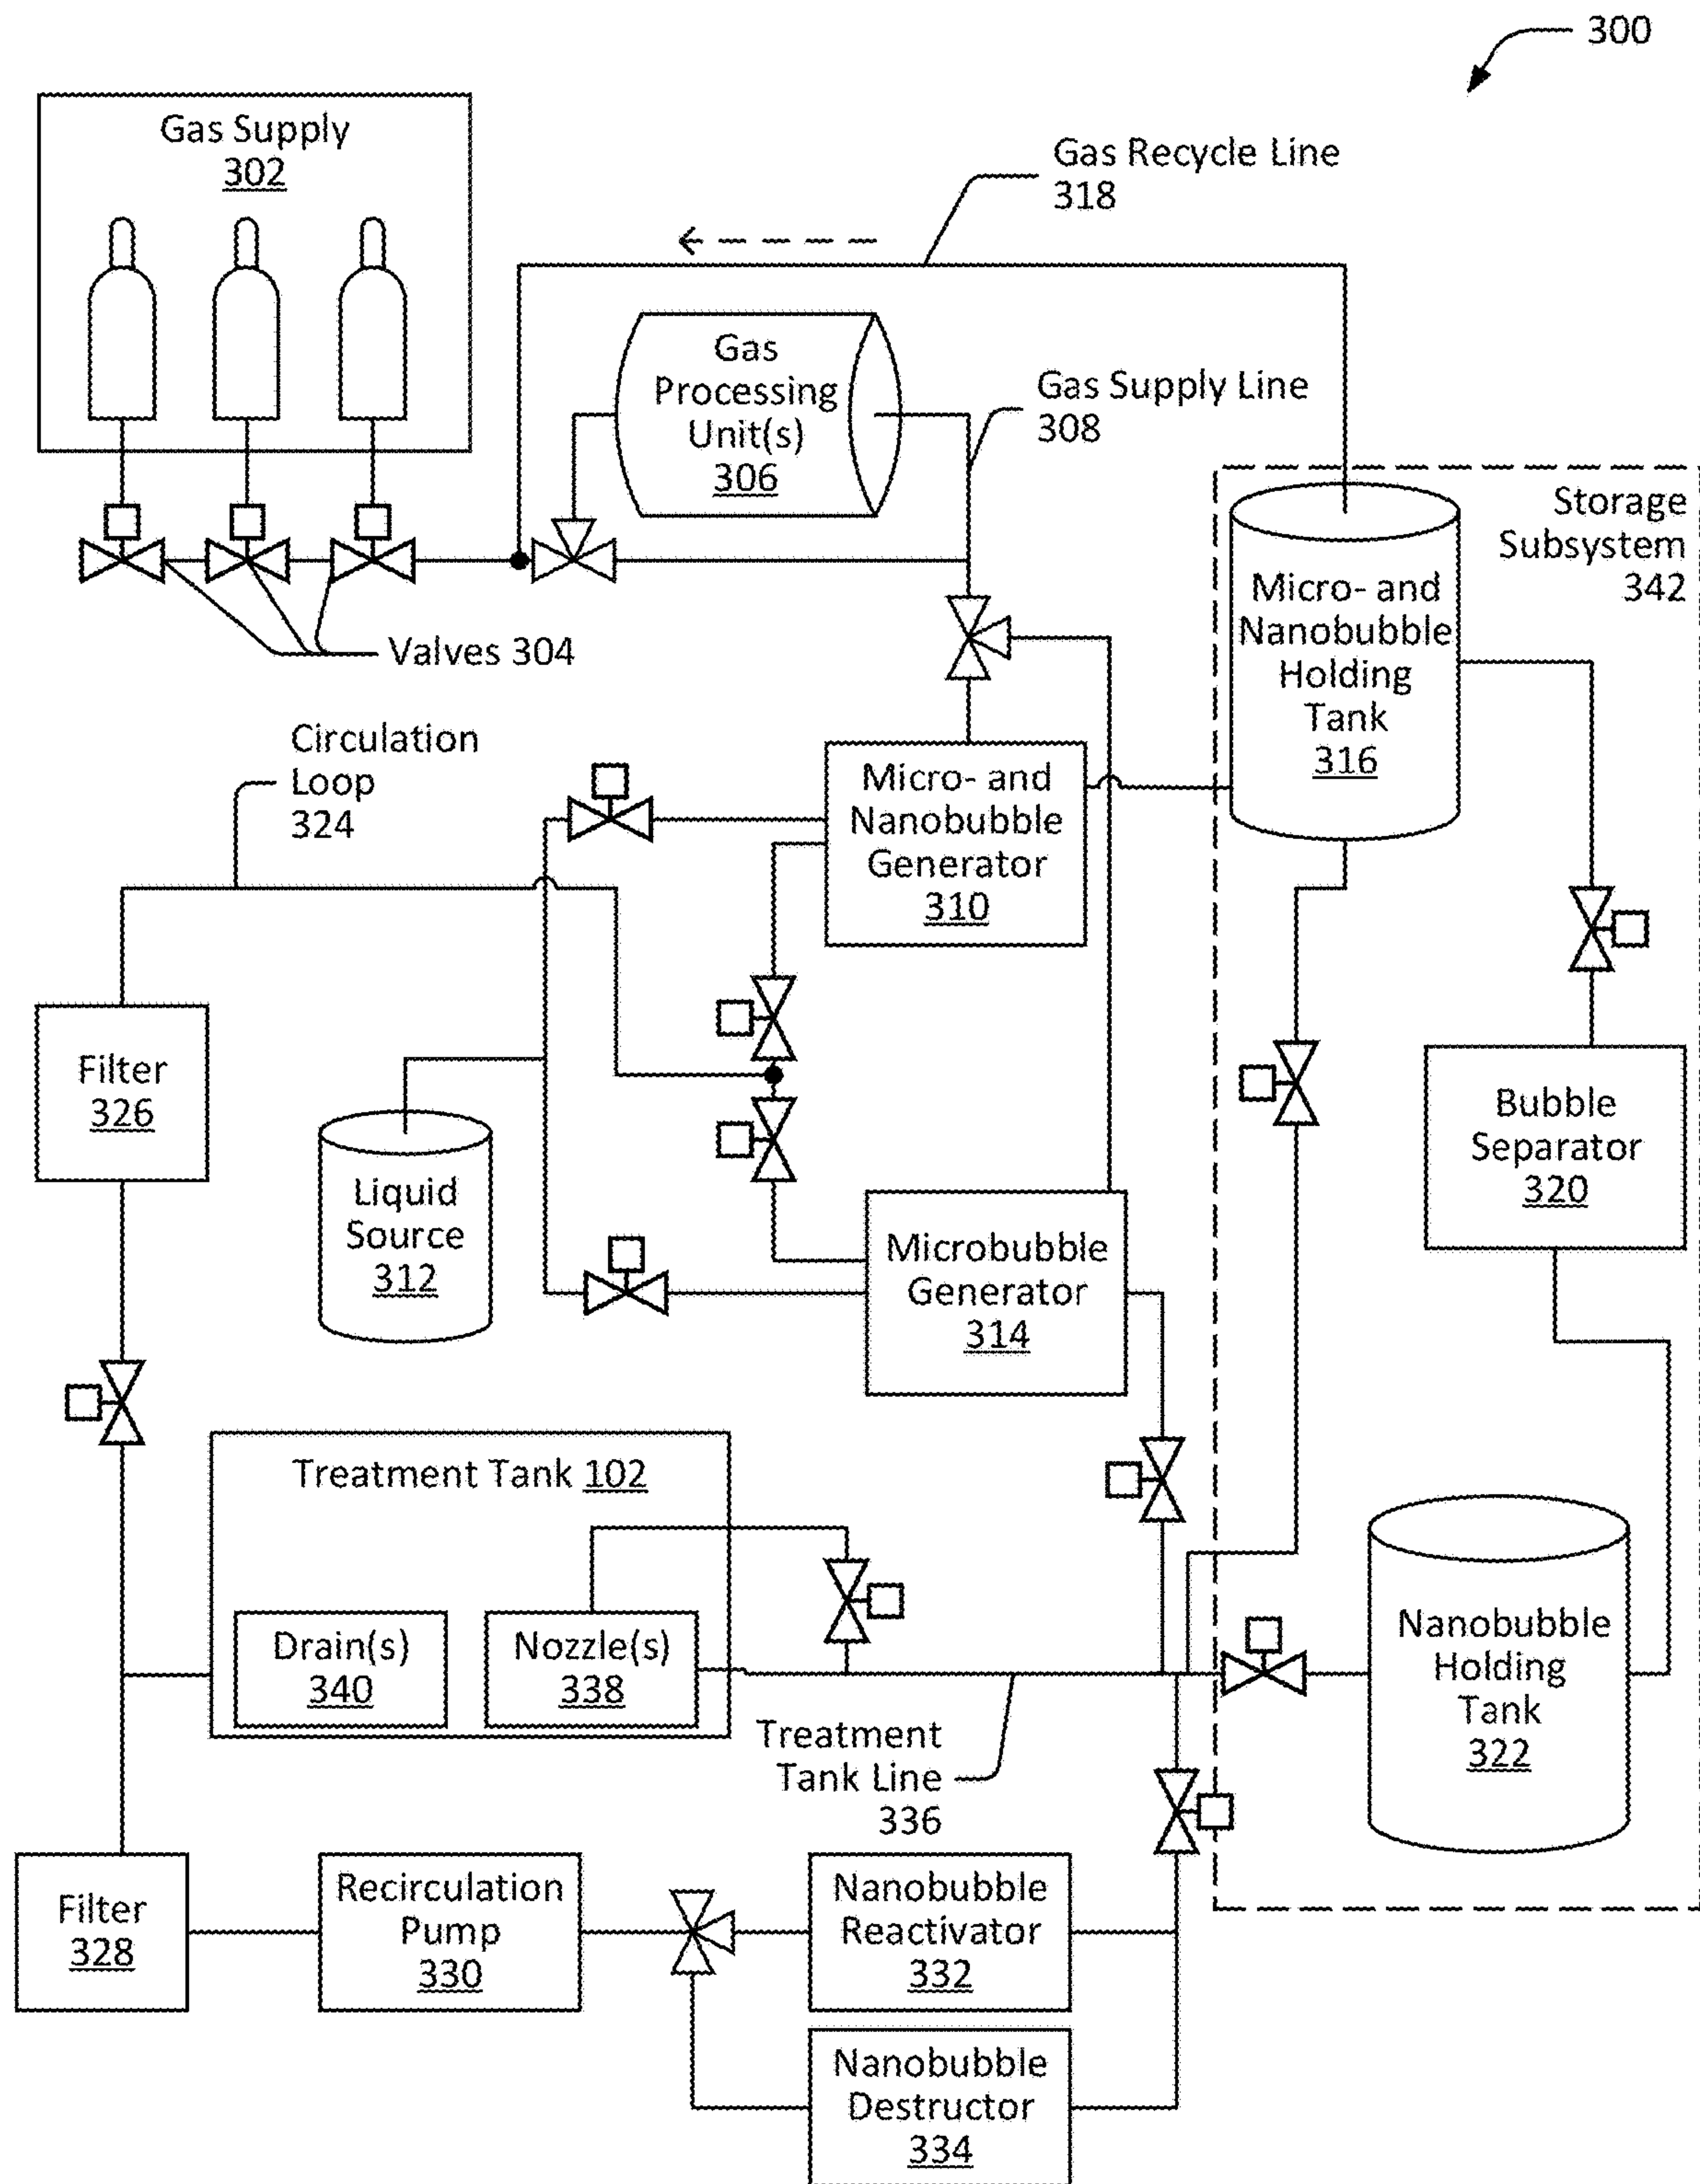 300
Gas Supply
302
Gas Recycle Line
318
Gas
Processing
Unit(s)
306
Gas Supply Line
308
Storage
Subsystem
342
Micro- and
Nanobubble
Holding
Tank
316
Valves 304
Circulation
Loop
324
Micro- and
Nanobubble
Generator
310
Filter
326
Bubble
Separator
320
Liquid
Source
312
Microbubble
Generator
314
Treatment Tank 102
Drain(s)
340
Nozzle(s)
338
Nanobubble
Holding
Tank
322
Treatment
Tank Line
336
Filter
328
Recirculation
Pump
330
Nanobubble
Reactivator
332
Nanobubble
Destructor
334